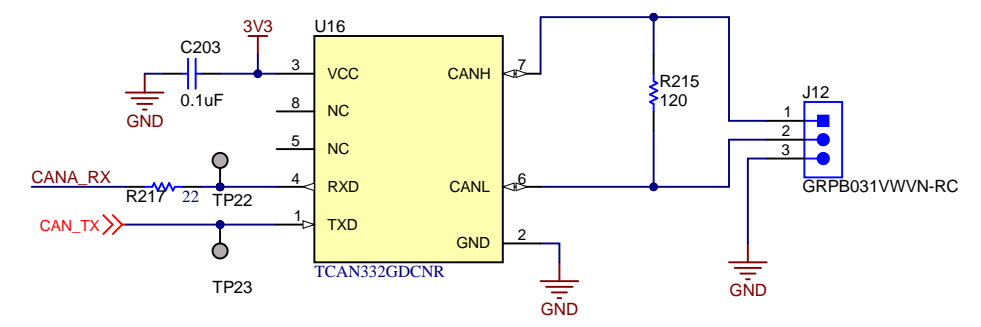 3V3
U16
C203
0.1uF
GND
3
VCC
8
NC
5
NC
CANA_RX
R217
22
TP22
4
RXD
CAN_TX
1
TXD
TP23
CANH
7
CANL
6
GND
2
TCAN332GDCNR
GND
R215
120
J12
1
2
3
GRPB031VWVN-RC
GND